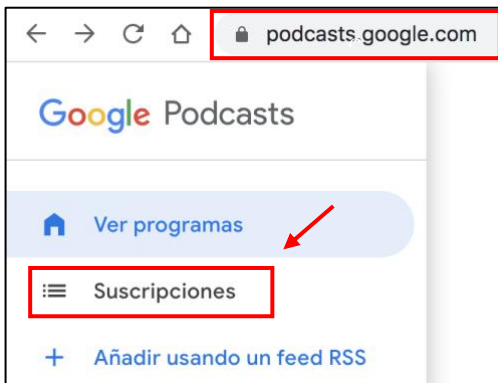 podcasts.google.com
Google Podcasts
Ver programas
Suscripciones
Añadir usando un feed RSS